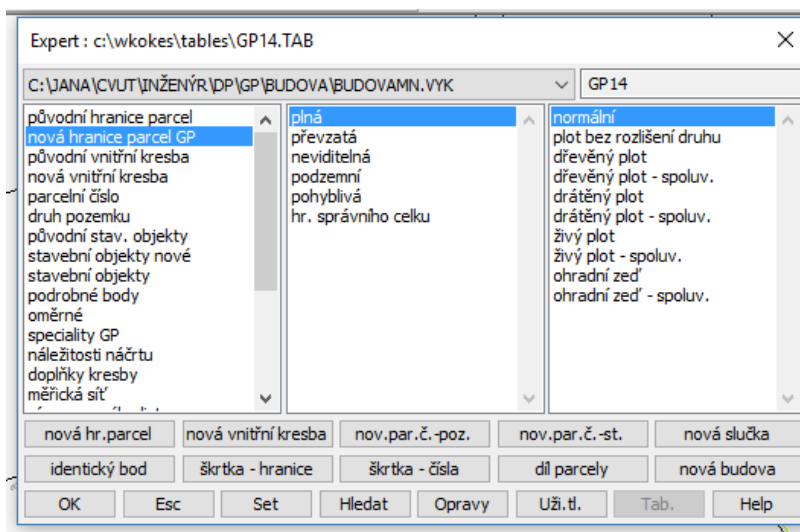 Expert : c:\wkokes\tables\GP14.TAB
C:\JANA\CVUT\INŽENÝR\DP\GP\BUDOVA\BUDOVAMN.VYK
GP14
původní hranice parcel
nová hranice parcel GP
původní vnitřní kresba
nová vnitřní kresba
parcelní číslo
druh pozemku
původní stav. objekty
stavební objekty nové
stavební objekty
podrobné body
oměrné
speciality GP
náležitosti náčrtu
doplňky kresby
měřická síť
plná
převzatá
neviditelná
podzemní
pohyblivá
hr. správního celku
normální
plot bez rozlišení druhu
dřevěný plot
dřevěný plot - spoluv.
drátěný plot
drátěný plot - spoluv.
živý plot
živý plot - spoluv.
ohradní zeď
ohradní zeď - spoluv.
nová hr.parcel nová vnitřní kresba nov.par.č.-poz. nov.par.č.-st. nová slučka
identický bod škrtka - hranice škrtka - čísla díl parcely nová budova
OK Esc Set Hledat Opravy Uži.tl. Tab. Help